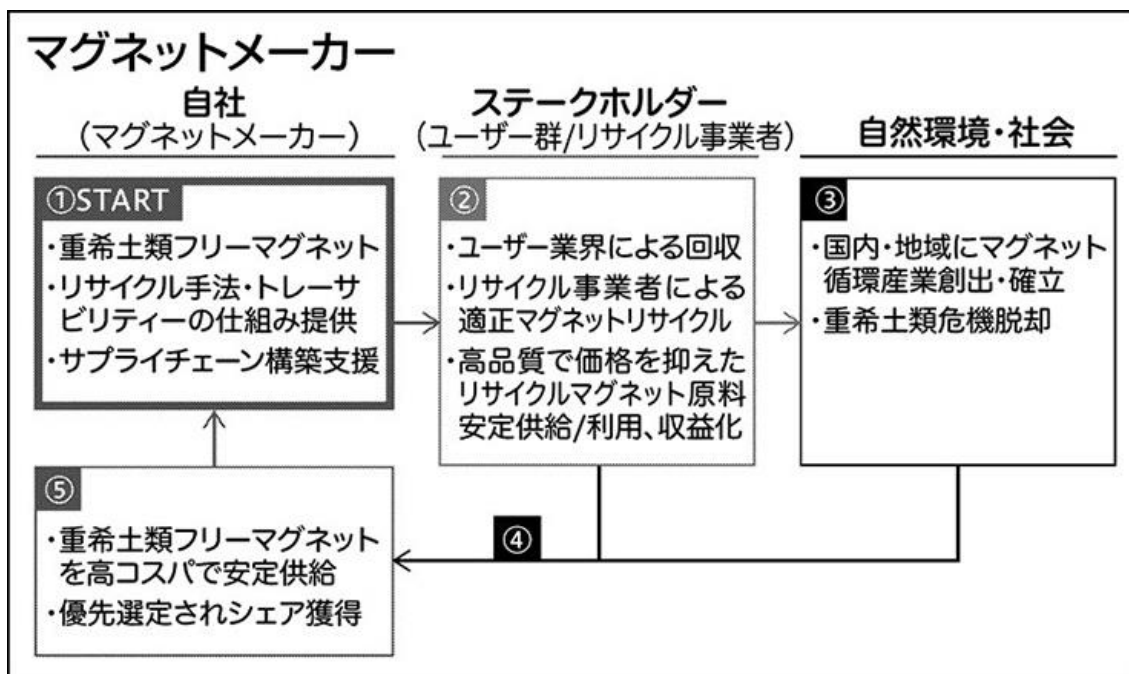 マグネットメーカー
自社
(マグネットメーカー)
ステークホルダー
(ユーザー群/リサイクル事業者)
自然環境・社会
①START
・重希土類フリーマグネット
・リサイクル手法・トレーサ
ビリティーの仕組み提供
・サプライチェーン構築支援
②
・ユーザー業界による回収
・リサイクル事業者による
適正マグネットリサイクル
・高品質で価格を抑えた
リサイクルマグネット原料
安定供給/利用、収益化
③
・国内・地域にマグネット
循環産業創出・確立
・重希土類危機脱却
④
⑤
・重希土類フリーマグネット
を高コスパで安定供給
・優先選定されシェア獲得